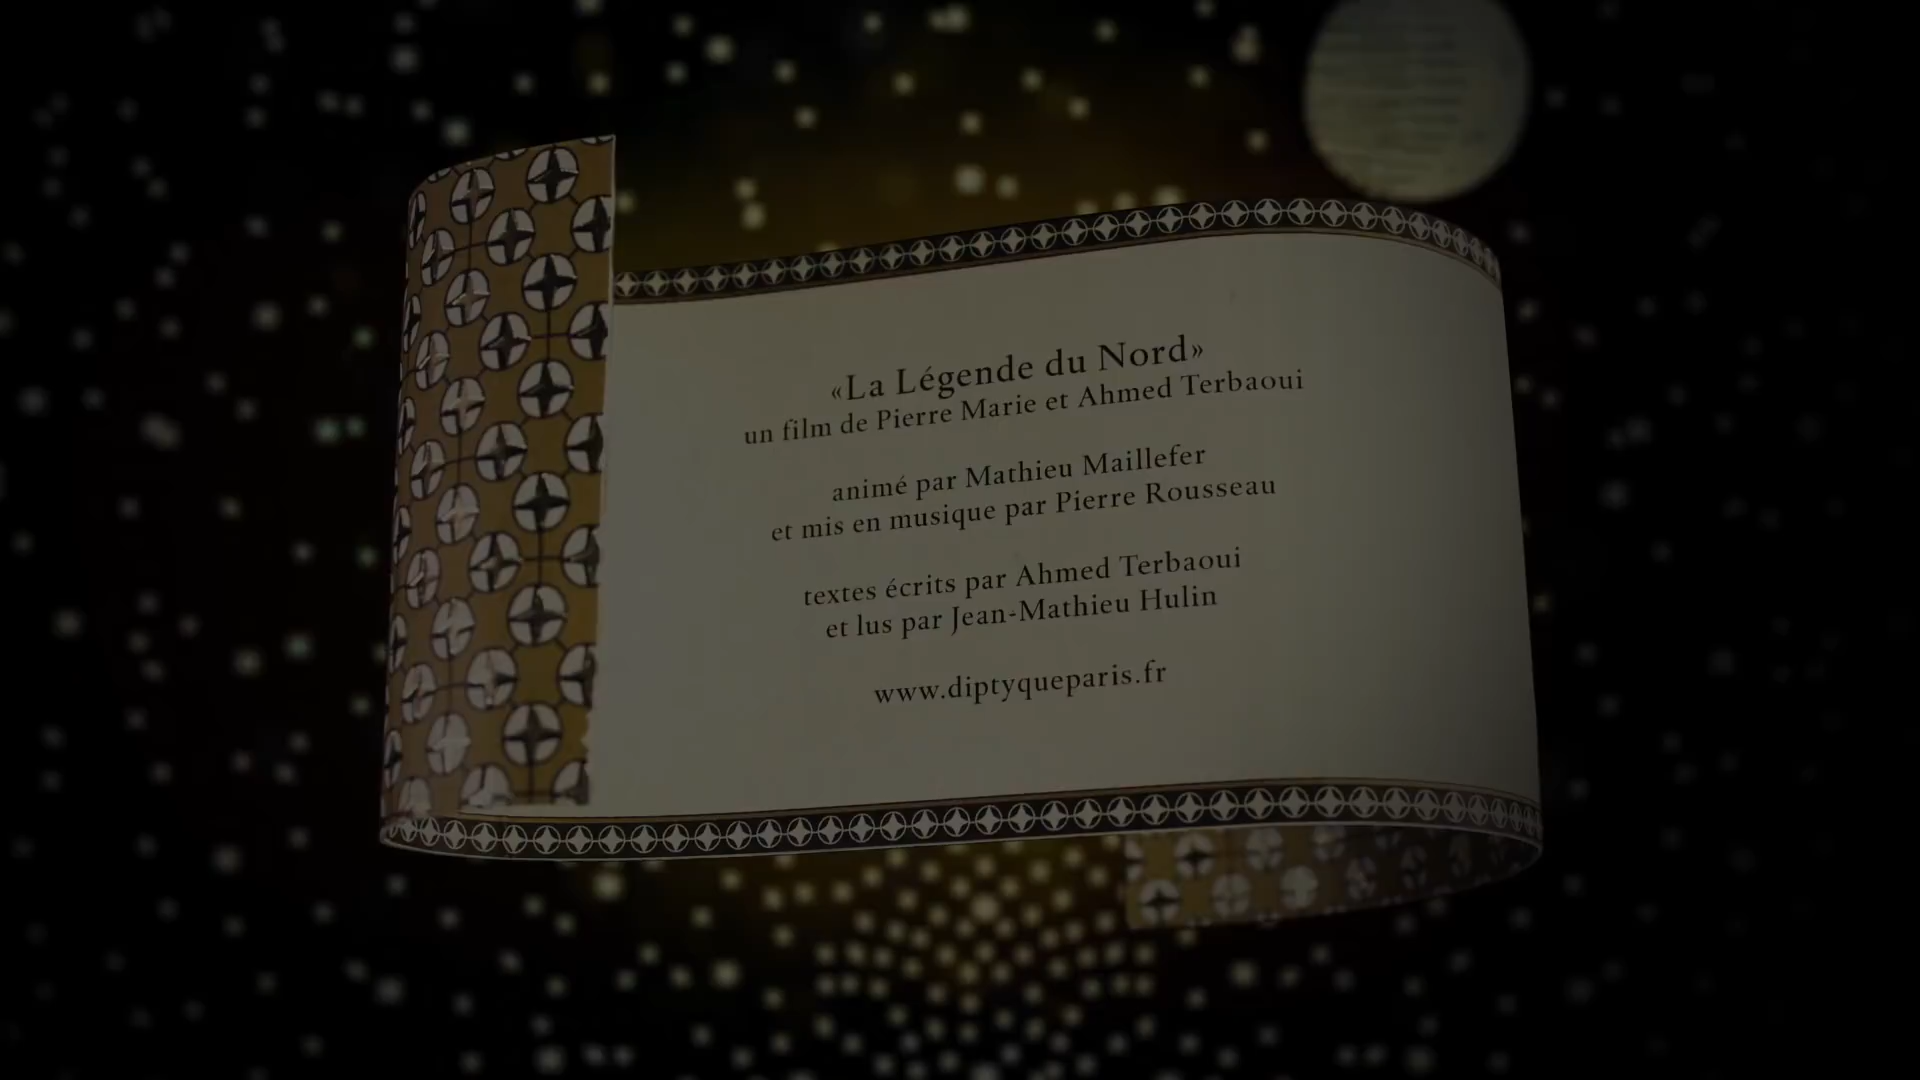 «La Légende du Nord»
un film de Pierre Marie et Ahmed Terbaoui
animé par Mathieu Maillefer
et mis en musique par Pierre Rousseau
textes écrits par Ahmed Terbaoui
et lus par Jean-Mathieu Hulin
www.diptyqueparis.fr